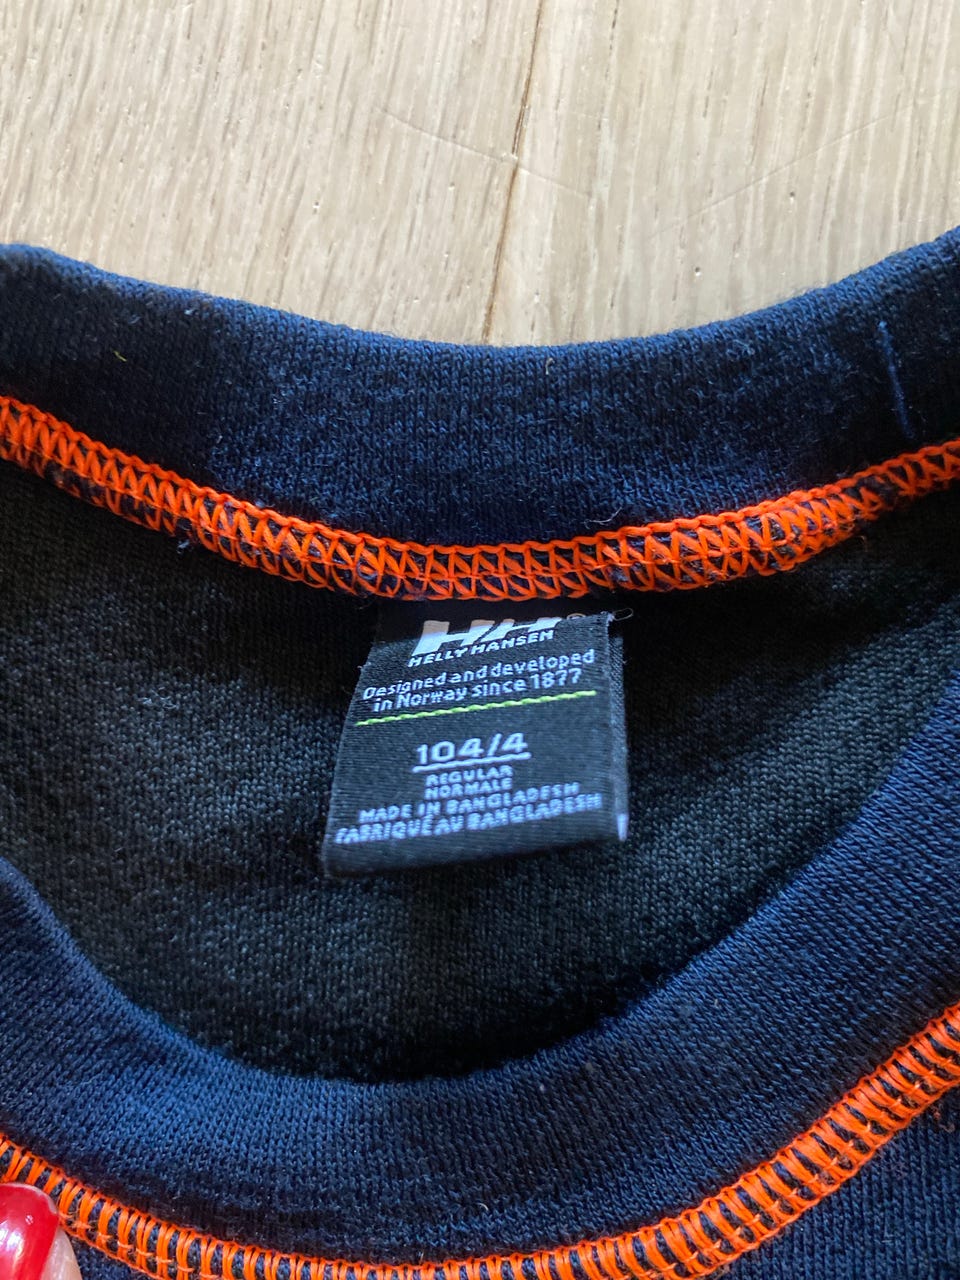 HH®
HELLY HANSEN
Designed and developed
in Norway since 1877
104/4
REGULAR
NORMALE
MADE IN BANGLADESH
FABRIQUÉ AU BANGLADESH